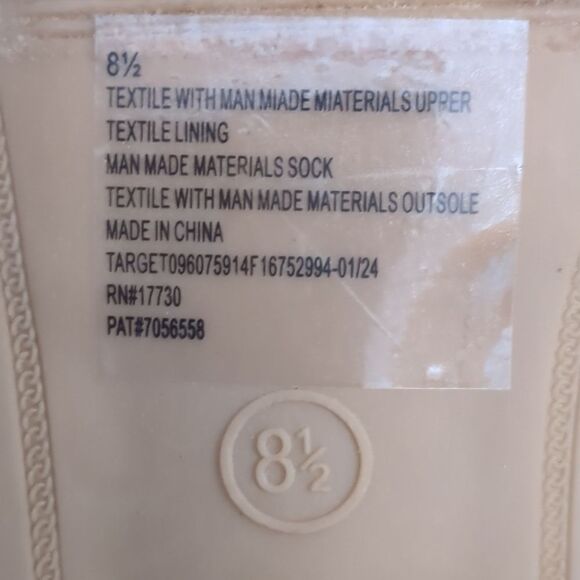 8½
TEXTILE WITH MAN MIADE MIATERIALS UPPER
TEXTILE LINING
MAN MADE MATERIALS SOCK
TEXTILE WITH MAN MADE MATERIALS OUTSOLE
MADE IN CHINA
TARGET096075914F16752994-01/24
RN#17730
PAT#7056558
8½